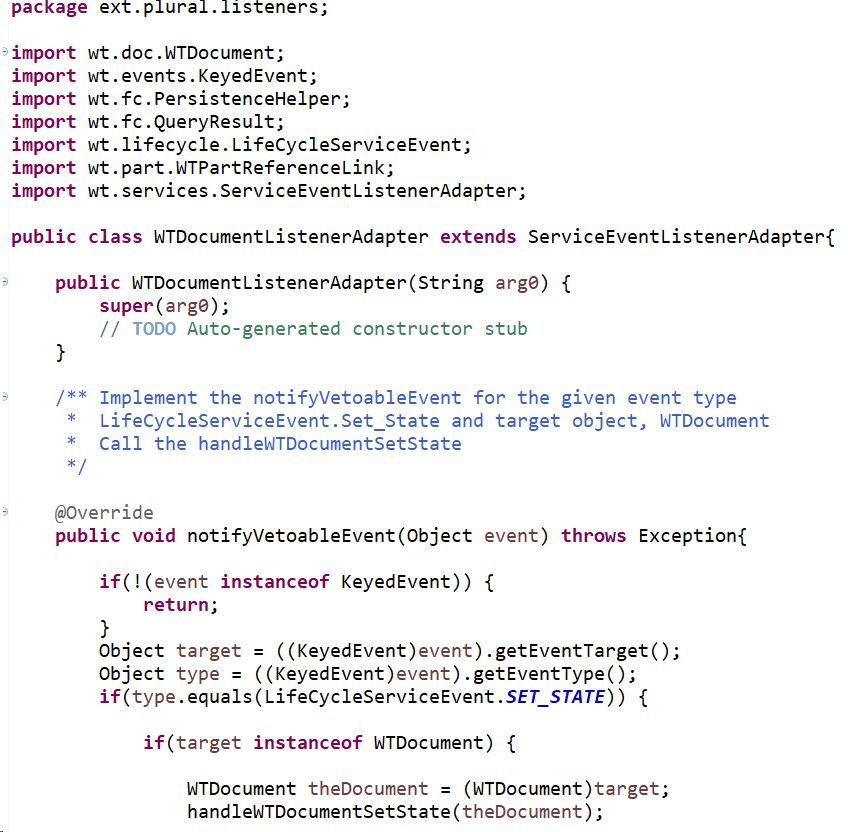 package ext.plural.listeners;
import wt.doc.WTDocument;
import wt.events.KeyedEvent;
import wt.fc.PersistenceHelper;
import wt.fc.QueryResult;
import wt.lifecycle.LifeCycleServiceEvent;
import wt.part.WTPartReferenceLink;
import wt.services.ServiceEventListenerAdapter;
public class WTDocumentListenerAdapter extends ServiceEventListenerAdapter{
public WTDocumentListenerAdapter(String arg0) {
super(arg0);
// TODO Auto-generated constructor stub
}
/** Implement the notifyVetoableEvent for the given event type
* LifeCycleServiceEvent.Set_State and target object, WTDocument
* Call the handleWTDocumentSetState
*/
@Override
public void notifyVetoableEvent(Object event) throws Exception{
if(!(event instanceof KeyedEvent)) {
return;
}
Object target = ((KeyedEvent)event).getEventTarget();
Object type = ((KeyedEvent)event).getEventType();
if(type.equals(LifeCycleServiceEvent.SET_STATE)) {
if(target instanceof WTDocument) {
WTDocument theDocument = (WTDocument)target;
handleWTDocumentSetState(theDocument);